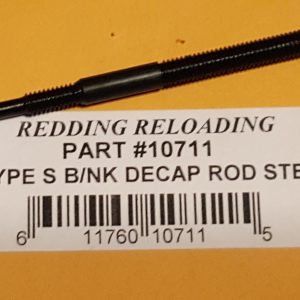 REDDING RELOADING
PART #10711
YPE S B/NK DECAP ROD STE
6 11760 10711 5